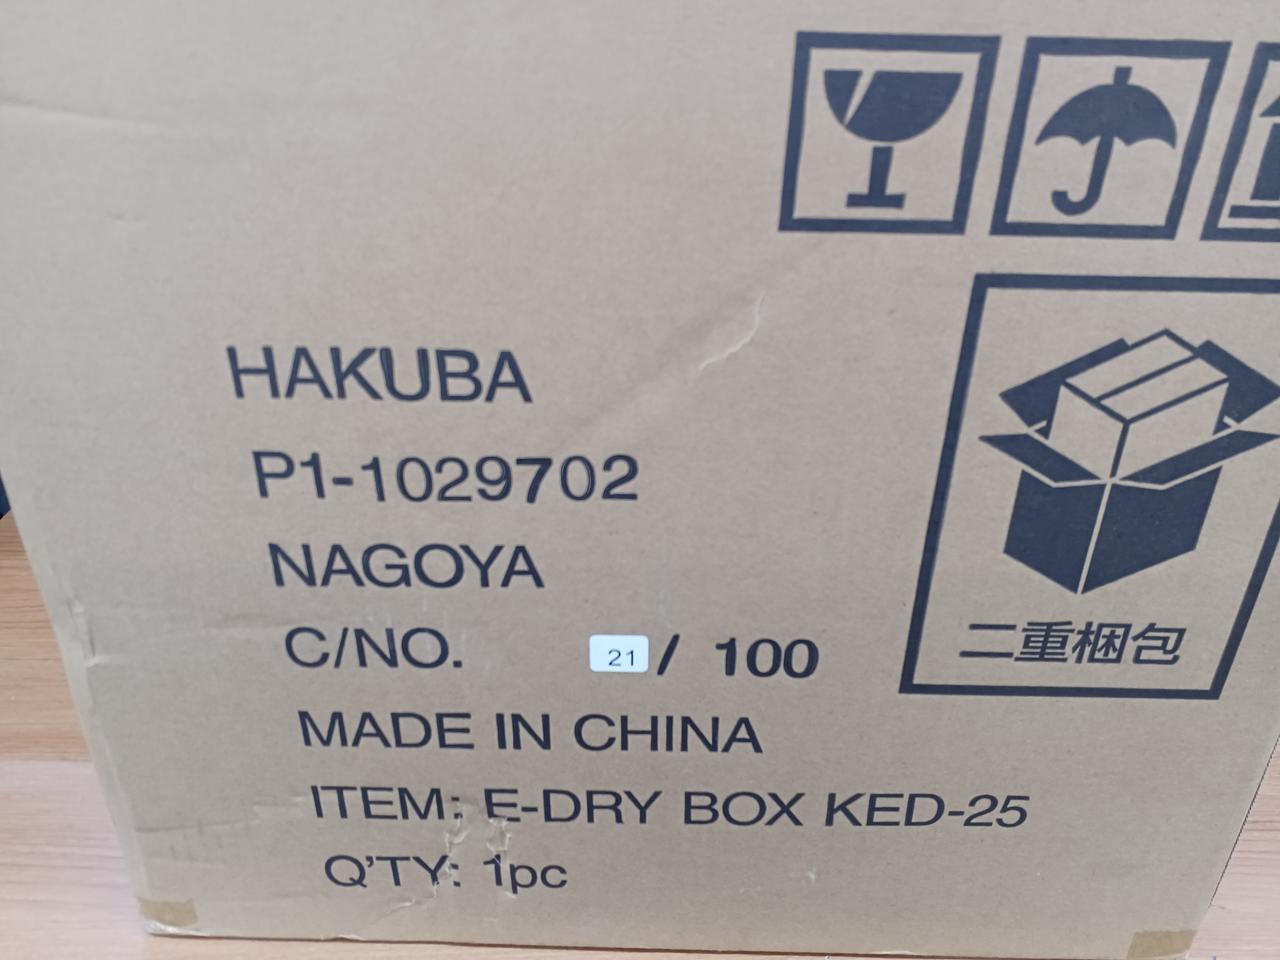 HAKUBA
P1-1029702
NAGOYA
C/NO. 21 / 100
二重梱包
MADE IN CHINA
ITEM: E-DRY BOX KED-25
Q'TY: 1pc